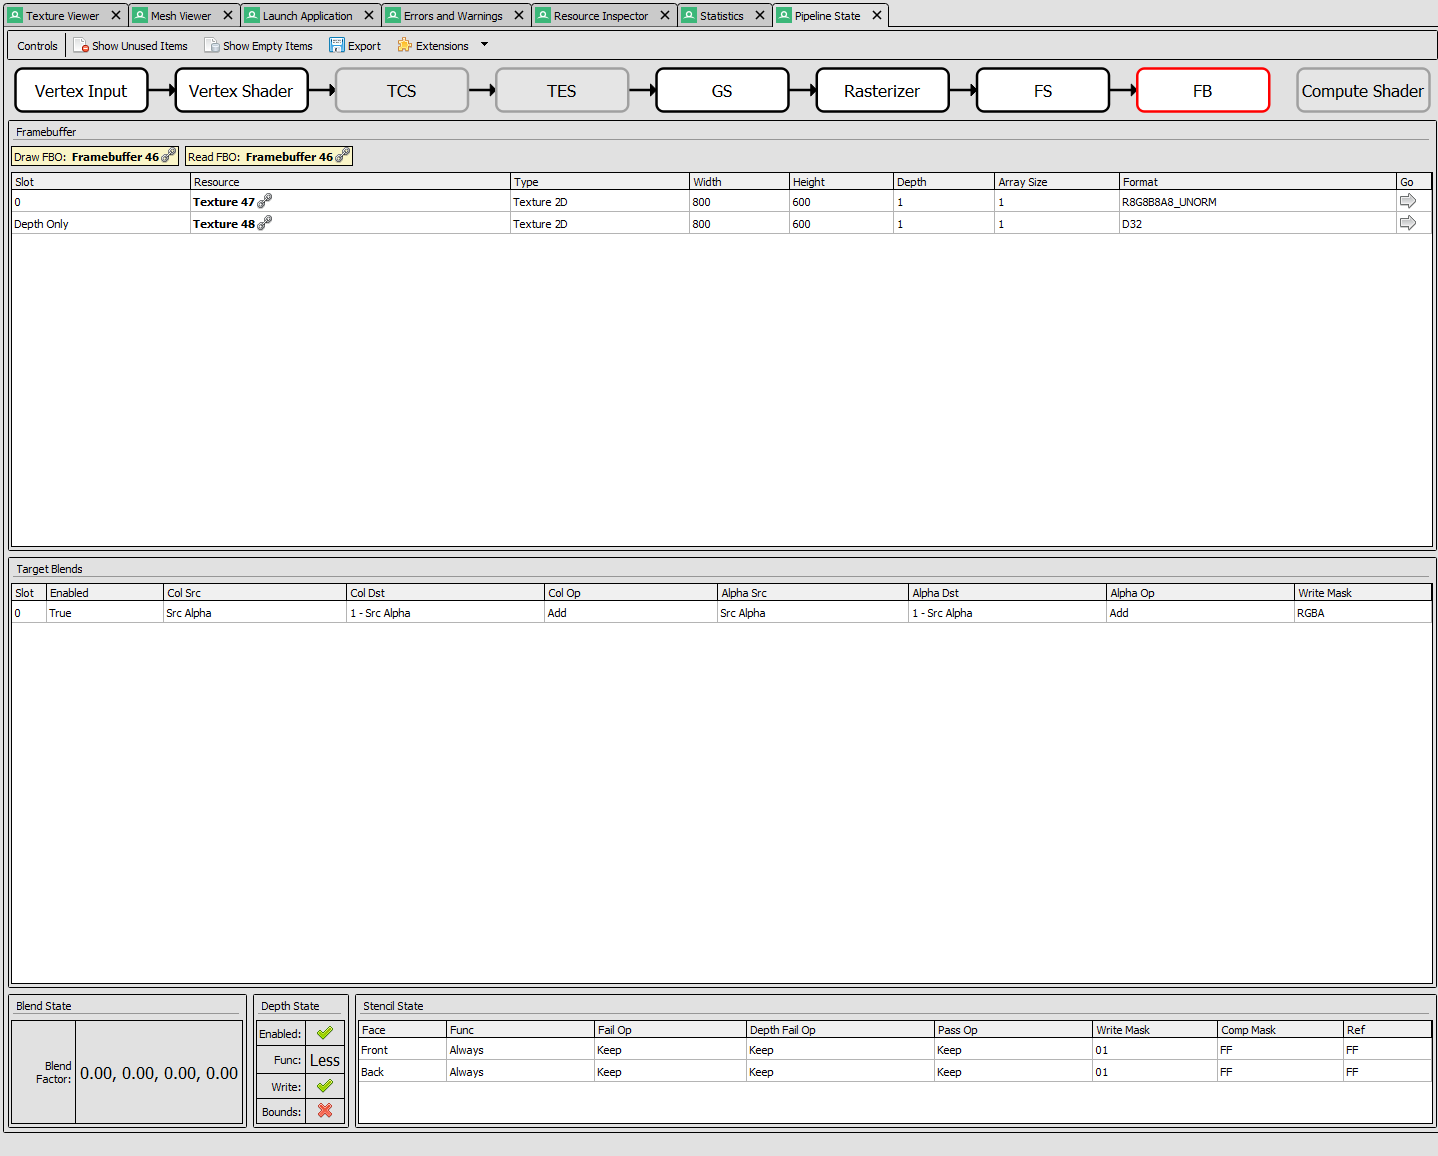 Texture Viewer Mesh Viewer Launch Application Errors and Warnings Resource Inspector Statistics Pipeline State
Controls Show Unused Items Show Empty Items Export Extensions
Vertex Input Vertex Shader TCS TES GS Rasterizer FS FB Compute Shader
Framebuffer
Draw FBO: Framebuffer 46 Read FBO: Framebuffer 46
Slot Resource Type Width Height Depth Array Size Format Go
0 Texture 47 Texture 2D 800 600 1 1 R8G8B8A8_UNORM
Depth Only Texture 48 Texture 2D 800 600 1 1 D32
Target Blends
Slot Enabled Col Src Col Dst Col Op Alpha Src Alpha Dst Alpha Op Write Mask
0 True Src Alpha 1 - Src Alpha Add Src Alpha 1 - Src Alpha Add RGBA
Blend State
Blend Factor: 0.00, 0.00, 0.00, 0.00
Depth State
Enabled:
Func: Less
Write:
Bounds:
Stencil State
Face Func Fail Op Depth Fail Op Pass Op Write Mask Comp Mask Ref
Front Always Keep Keep Keep 01 FF FF
Back Always Keep Keep Keep 01 FF FF